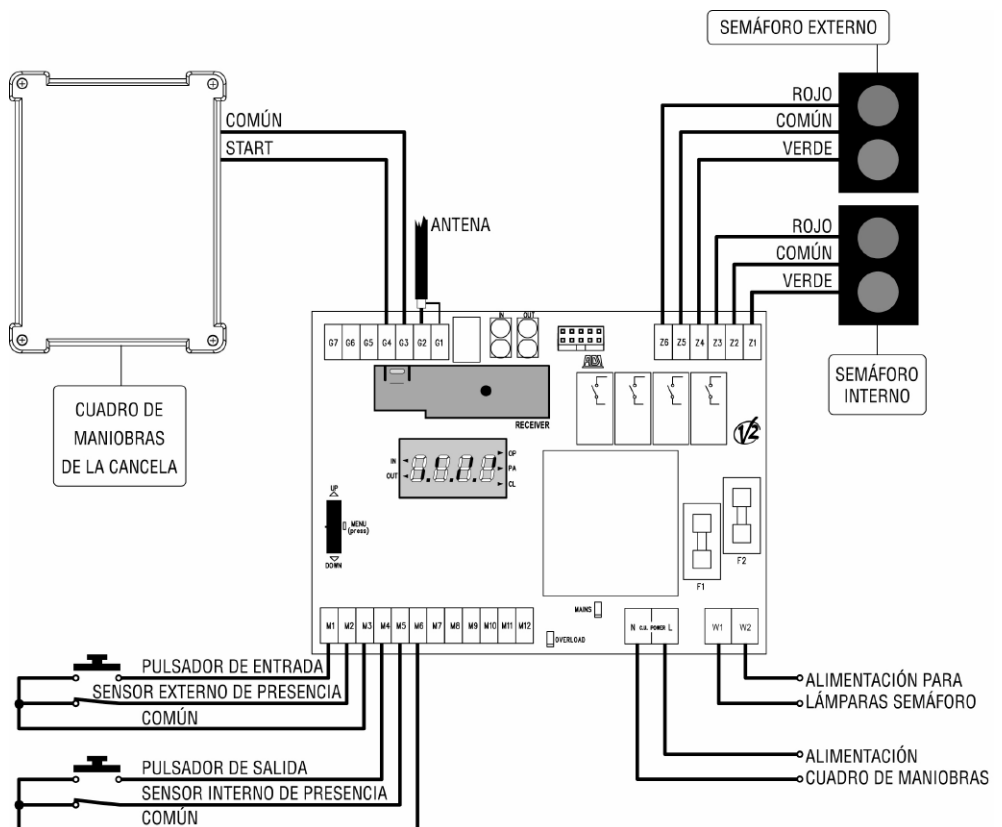 SEMÁFORO EXTERNO
ROJO
COMÚN
VERDE
COMÚN
START
ANTENA
ROJO
COMÚN
VERDE
SEMÁFORO
INTERNO
CUADRO DE
MANIOBRAS
DE LA CANCELA
G7 G6 G5 G4 G3 G2 G1
IN OUT
Z6 Z5 Z4 Z3 Z2 Z1
RECEIVER
V2
IN
OUT
OP
PA
CL
UP
MENU
(press)
DOWN
F1
F2
MAINS
OVERLOAD
M1 M2 M3 M4 M5 M6 M7 M8 M9 M10 M11 M12
N C.U. POWER L
W1 W2
PULSADOR DE ENTRADA
SENSOR EXTERNO DE PRESENCIA
COMÚN
PULSADOR DE SALIDA
SENSOR INTERNO DE PRESENCIA
COMÚN
ALIMENTACIÓN PARA
LÁMPARAS SEMÁFORO
ALIMENTACIÓN
CUADRO DE MANIOBRAS